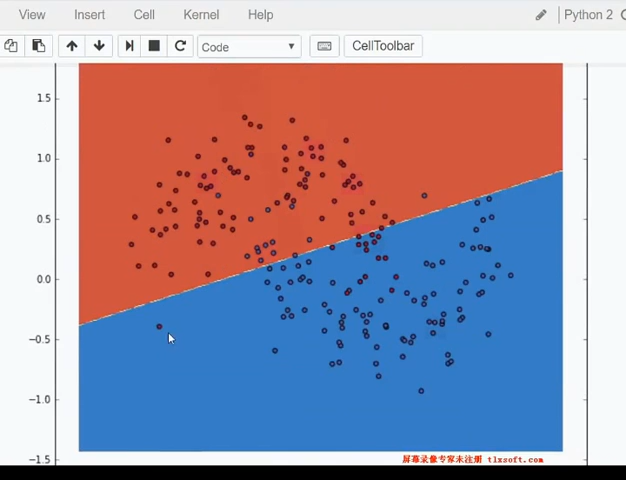 View Insert Cell Kernel Help Python 2
Code CellToolbar
1.5
1.0
0.5
0.0
−0.5
−1.0
−1.5
屏幕录像专家未注册 tlxsoft.com